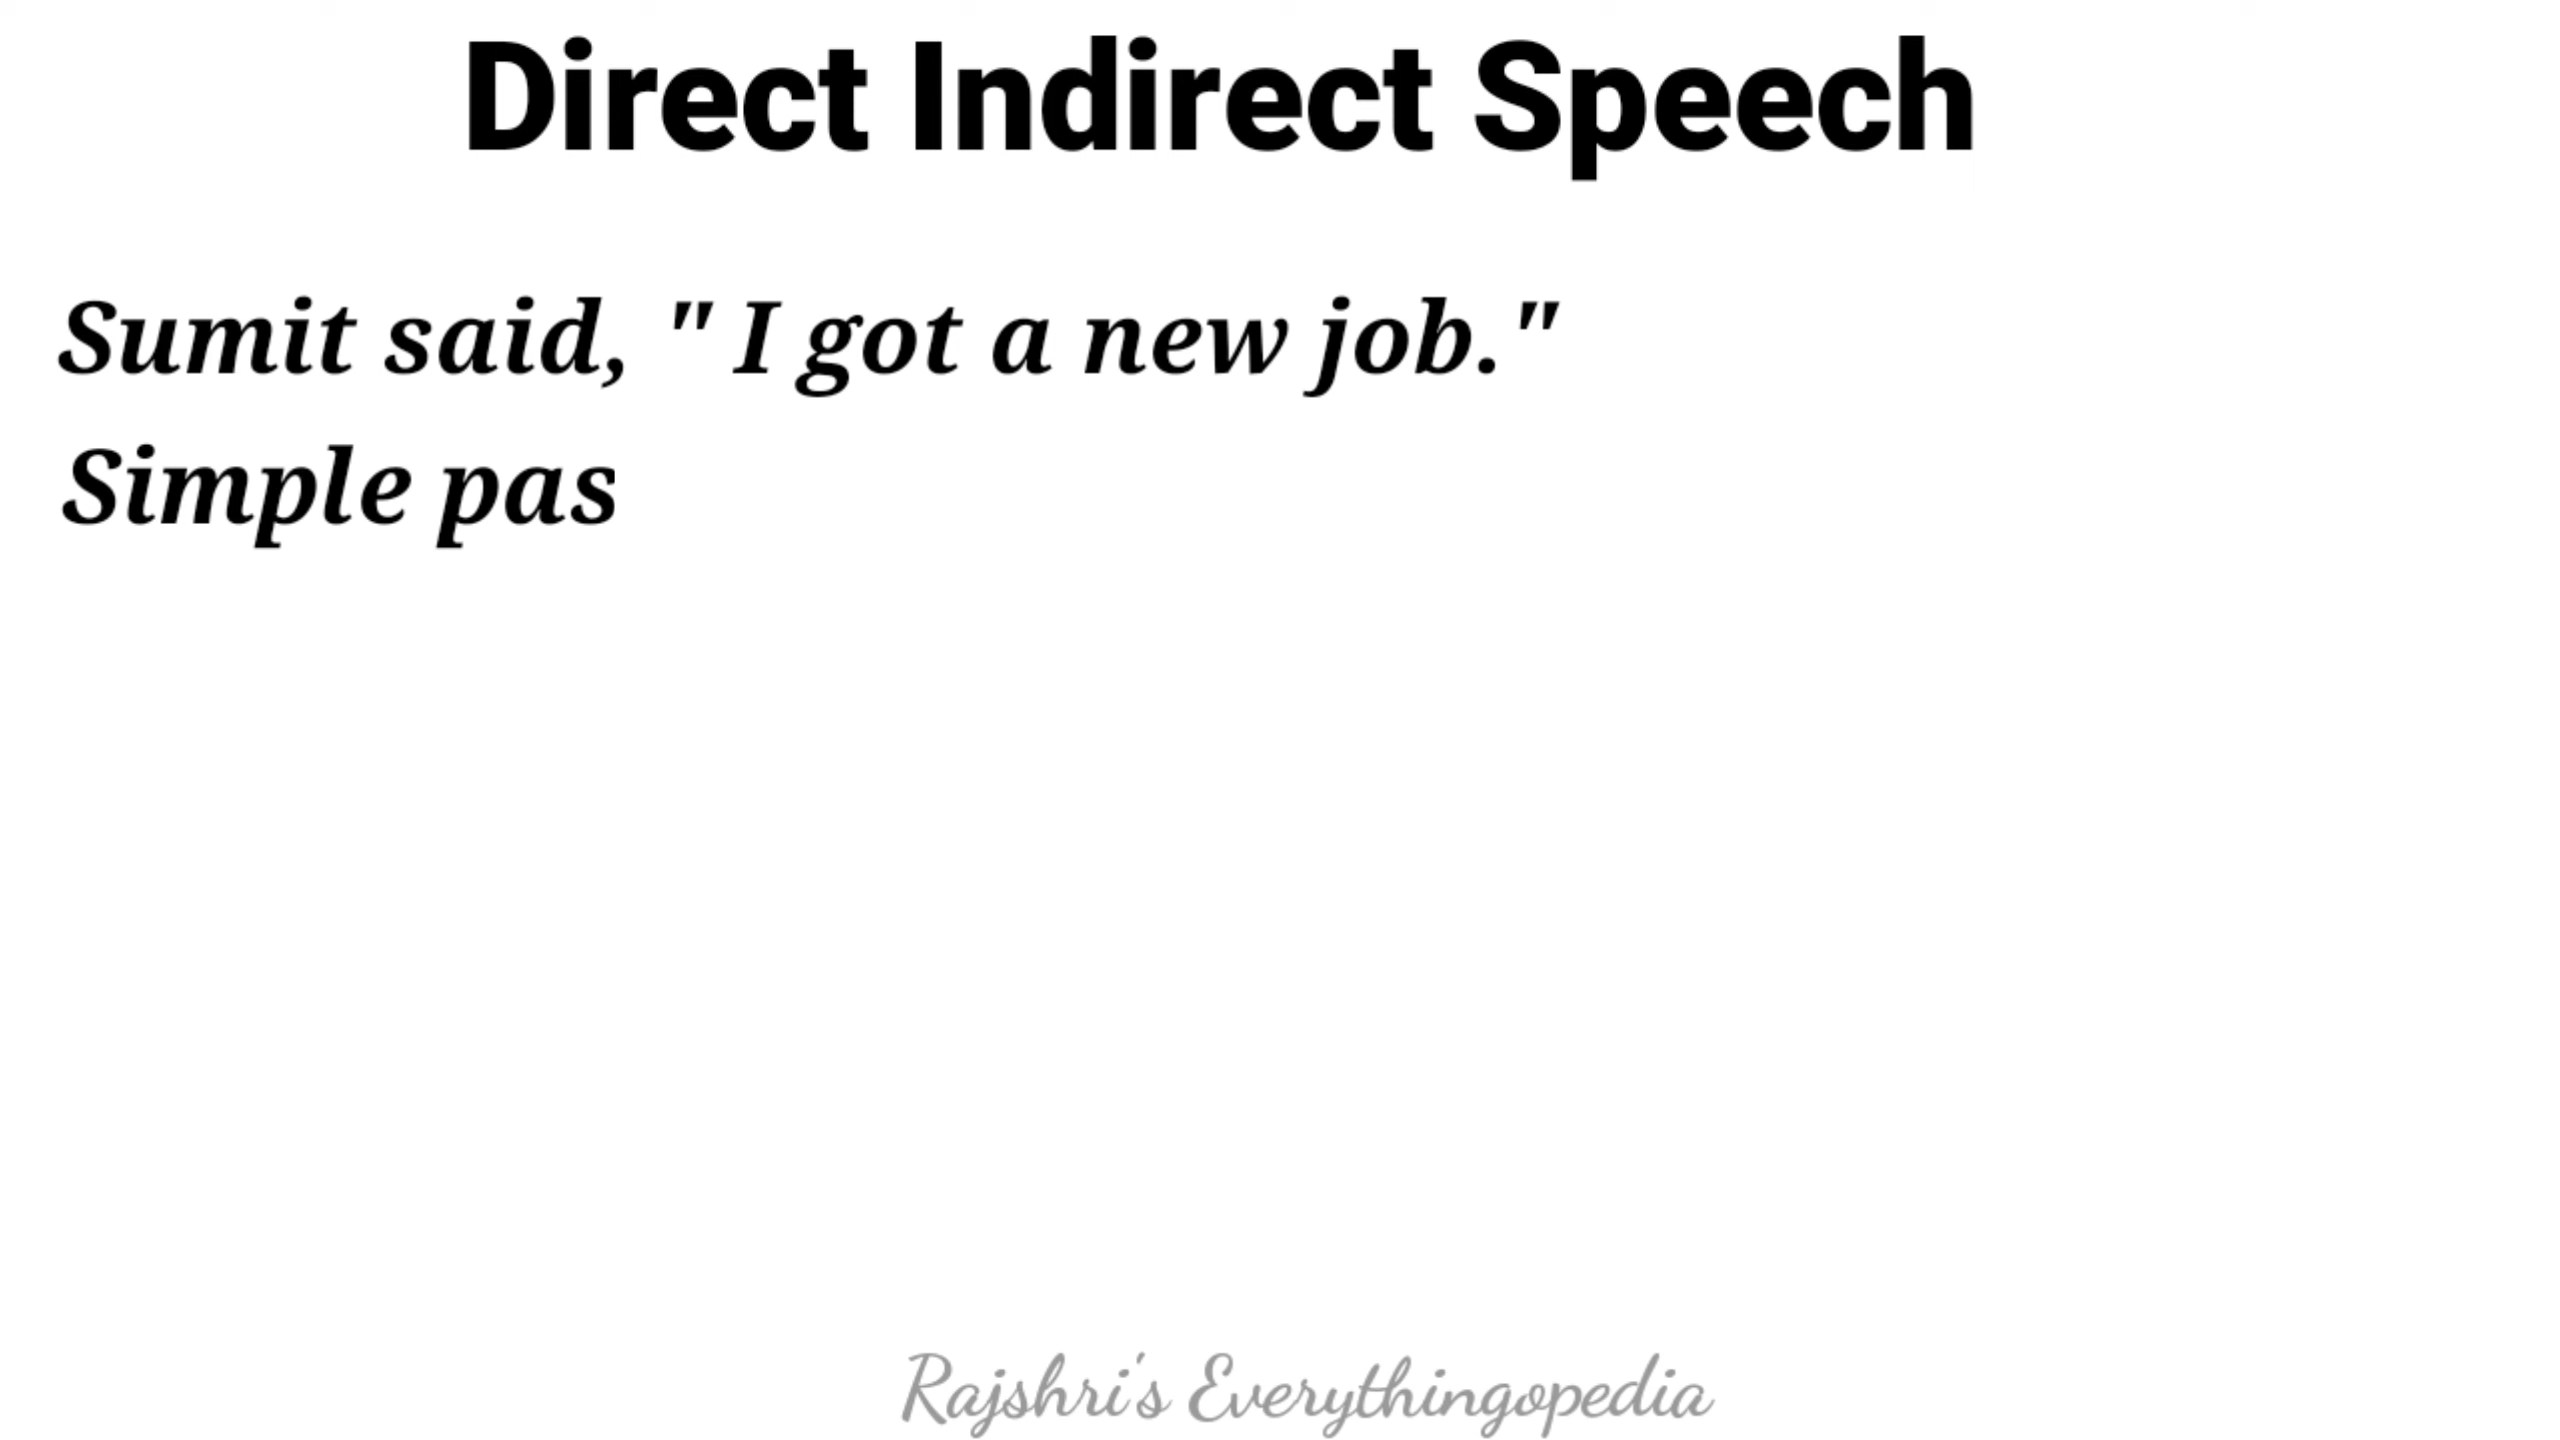 Direct Indirect Speech
Sumit said, " I got a new job."
Simple pas
Rajshri's Everythingopedia